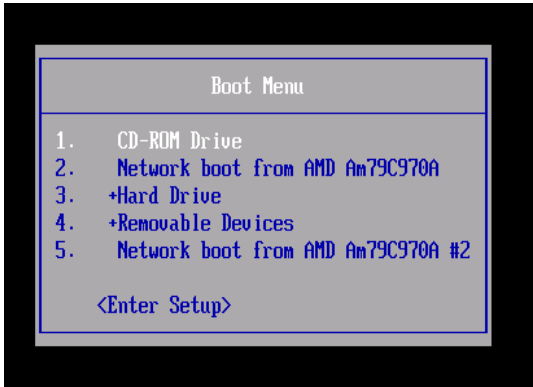 Boot Menu
1. CD-ROM Drive
2. Network boot from AMD Am79C970A
3. +Hard Drive
4. +Removable Devices
5. Network boot from AMD Am79C970A #2
<Enter Setup>